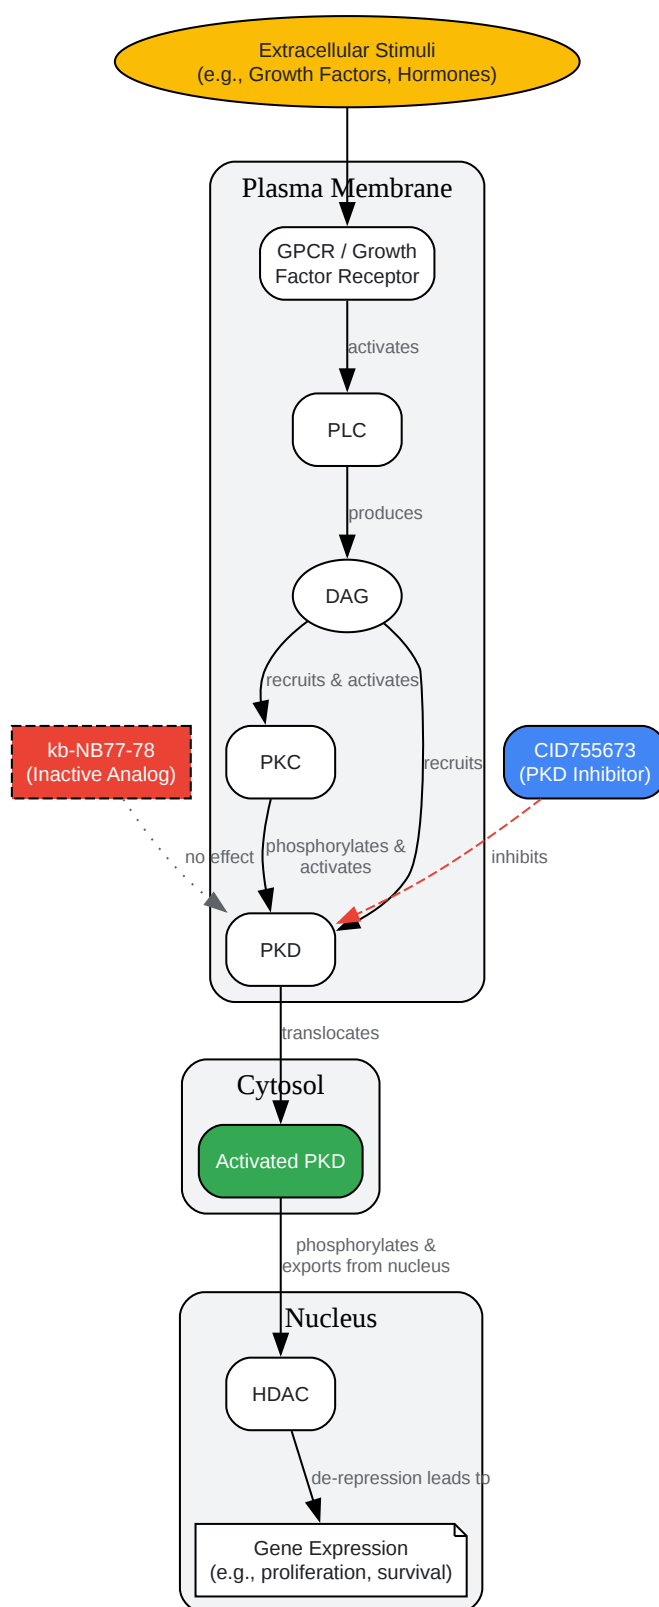 Extracellular Stimuli
(e.g., Growth Factors, Hormones)
Plasma Membrane
GPCR / Growth
Factor Receptor
activates
PLC
produces
DAG
recruits & activates
kb-NB77-78
(Inactive Analog)
PKC
recruits
CID755673
(PKD Inhibitor)
no effect
phosphorylates &
activates
inhibits
PKD
translocates
Cytosol
Activated PKD
phosphorylates &
exports from nucleus
Nucleus
HDAC
de-repression leads to
Gene Expression
(e.g., proliferation, survival)